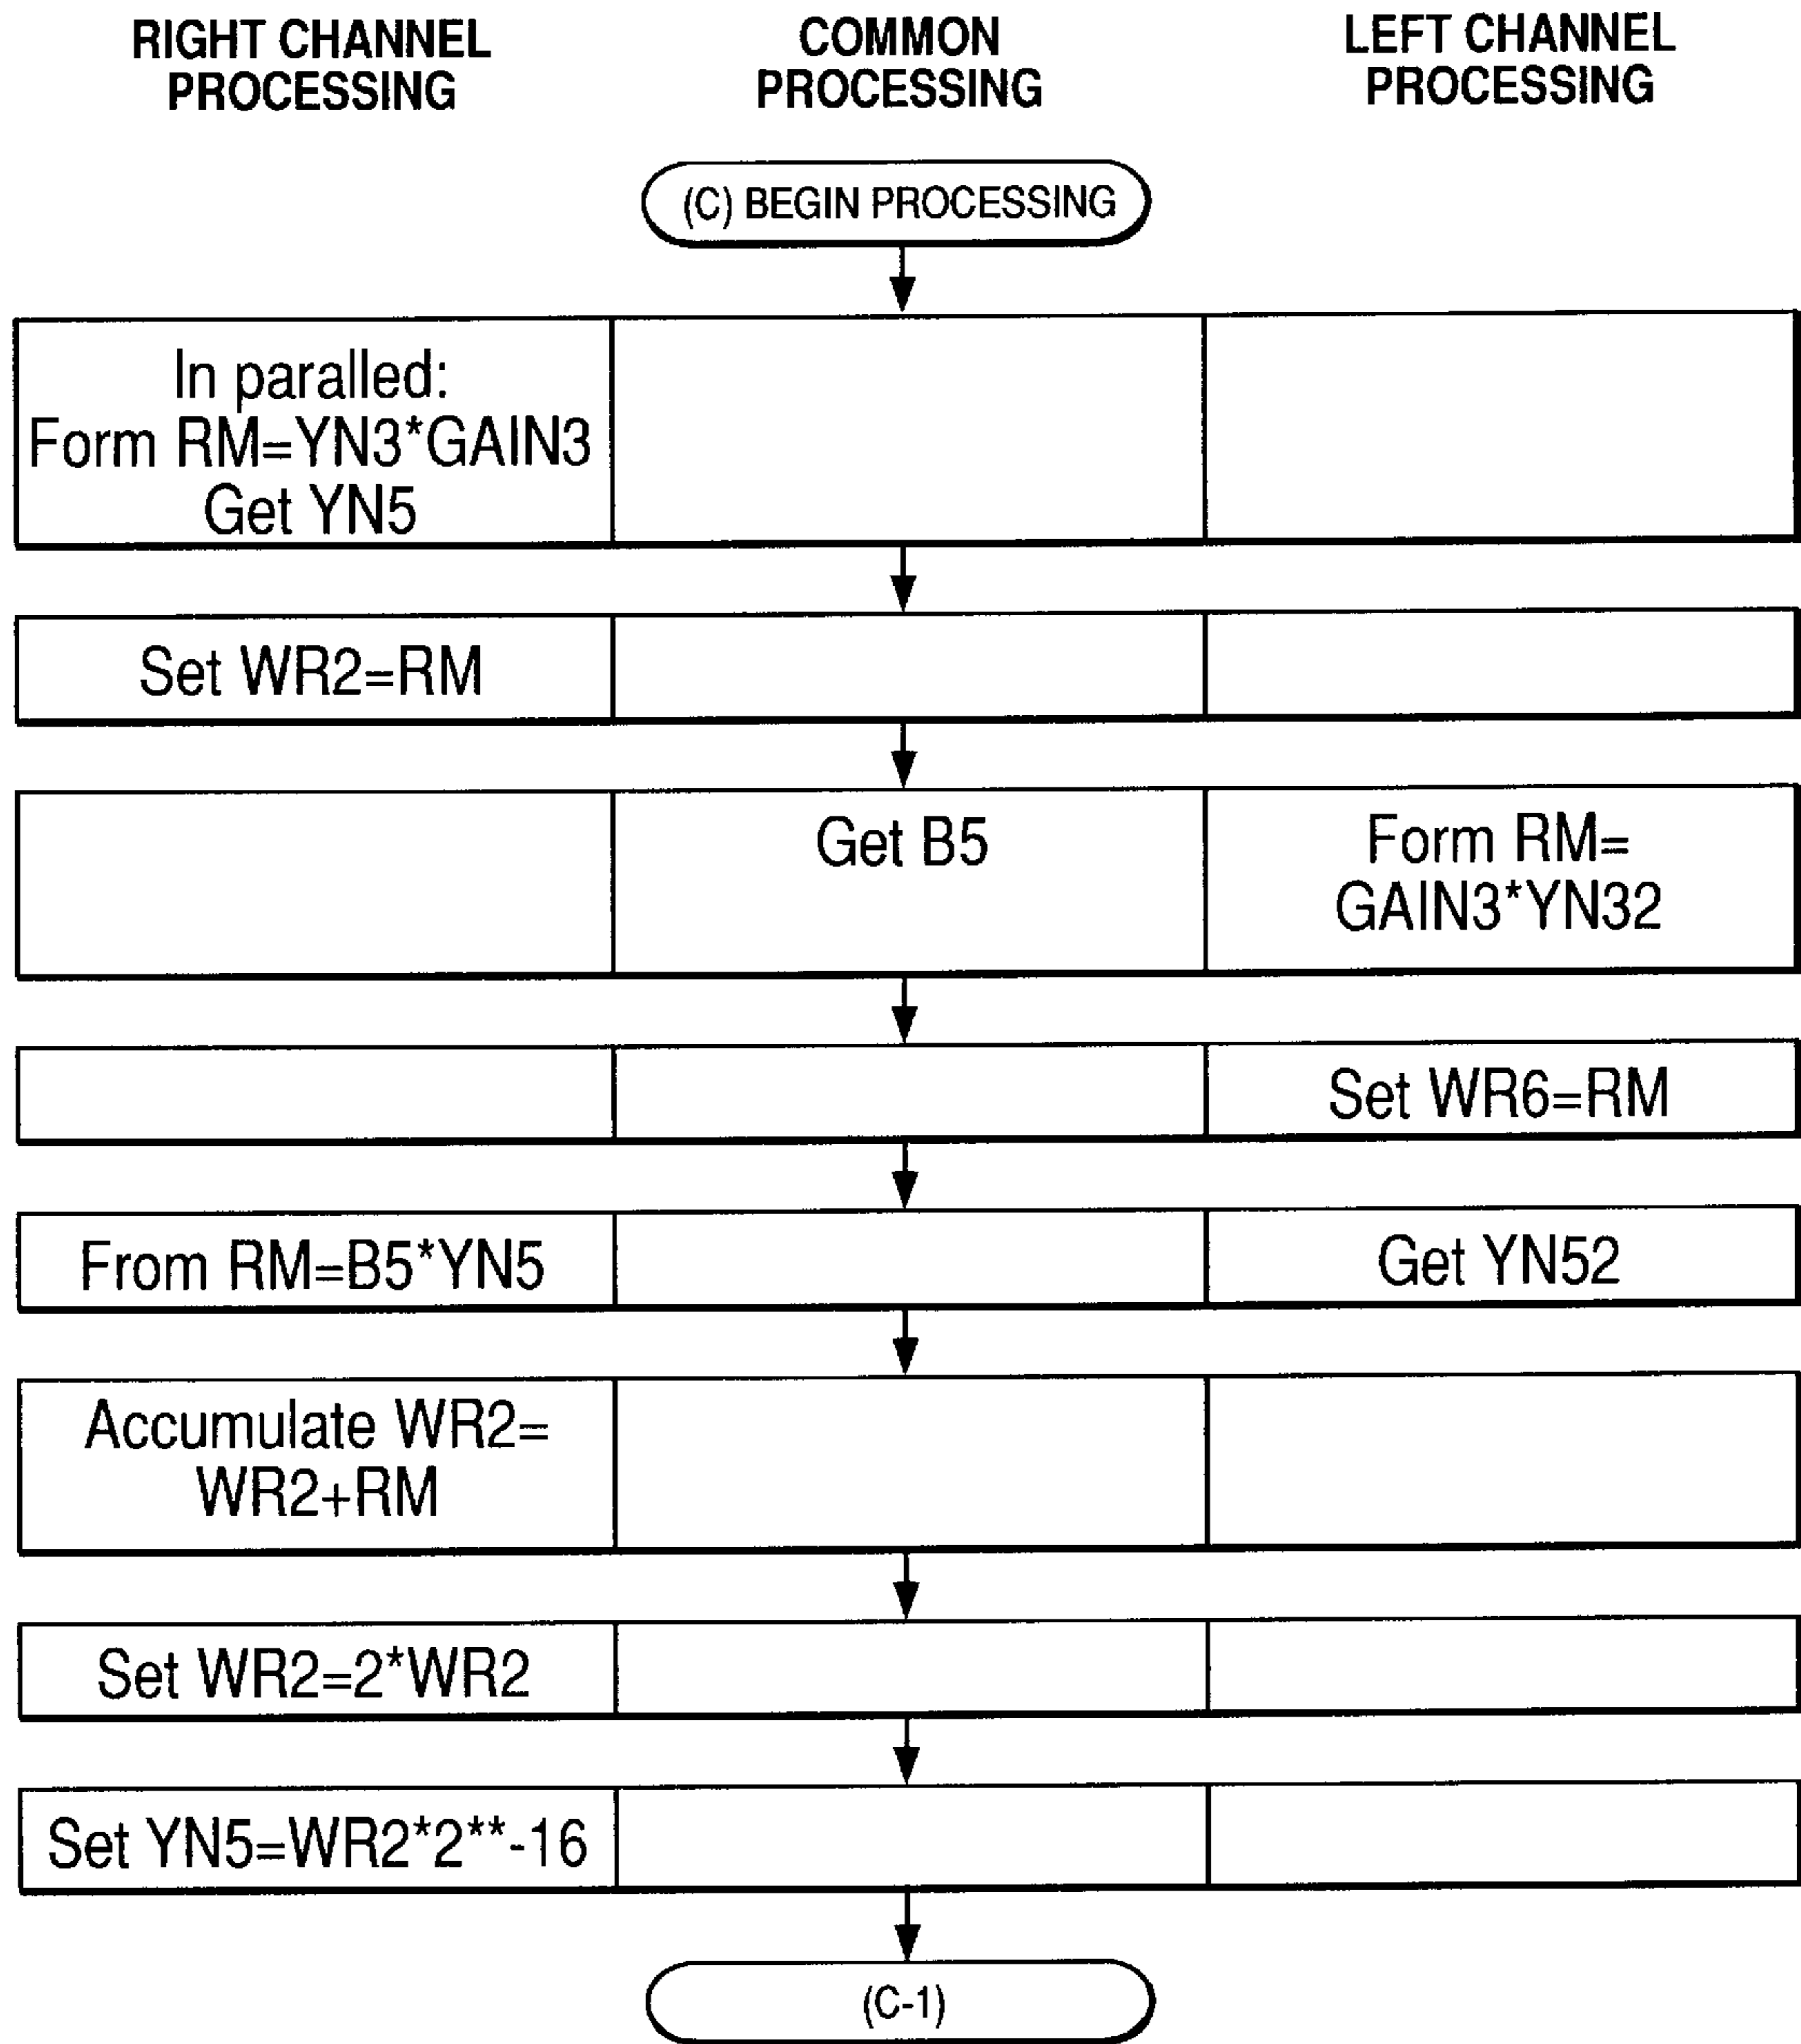 RIGHT CHANNEL
PROCESSING
COMMON
PROCESSING
LEFT CHANNEL
PROCESSING
(C) BEGIN PROCESSING
In paralled:
Form RM=YN3*GAIN3
Get YN5
Set WR2=RM
Get B5
Form RM=
GAIN3*YN32
Set WR6=RM
From RM=B5*YN5
Get YN52
Accumulate WR2=
WR2+RM
Set WR2=2*WR2
Set YN5=WR2*2**-16
(C-1)